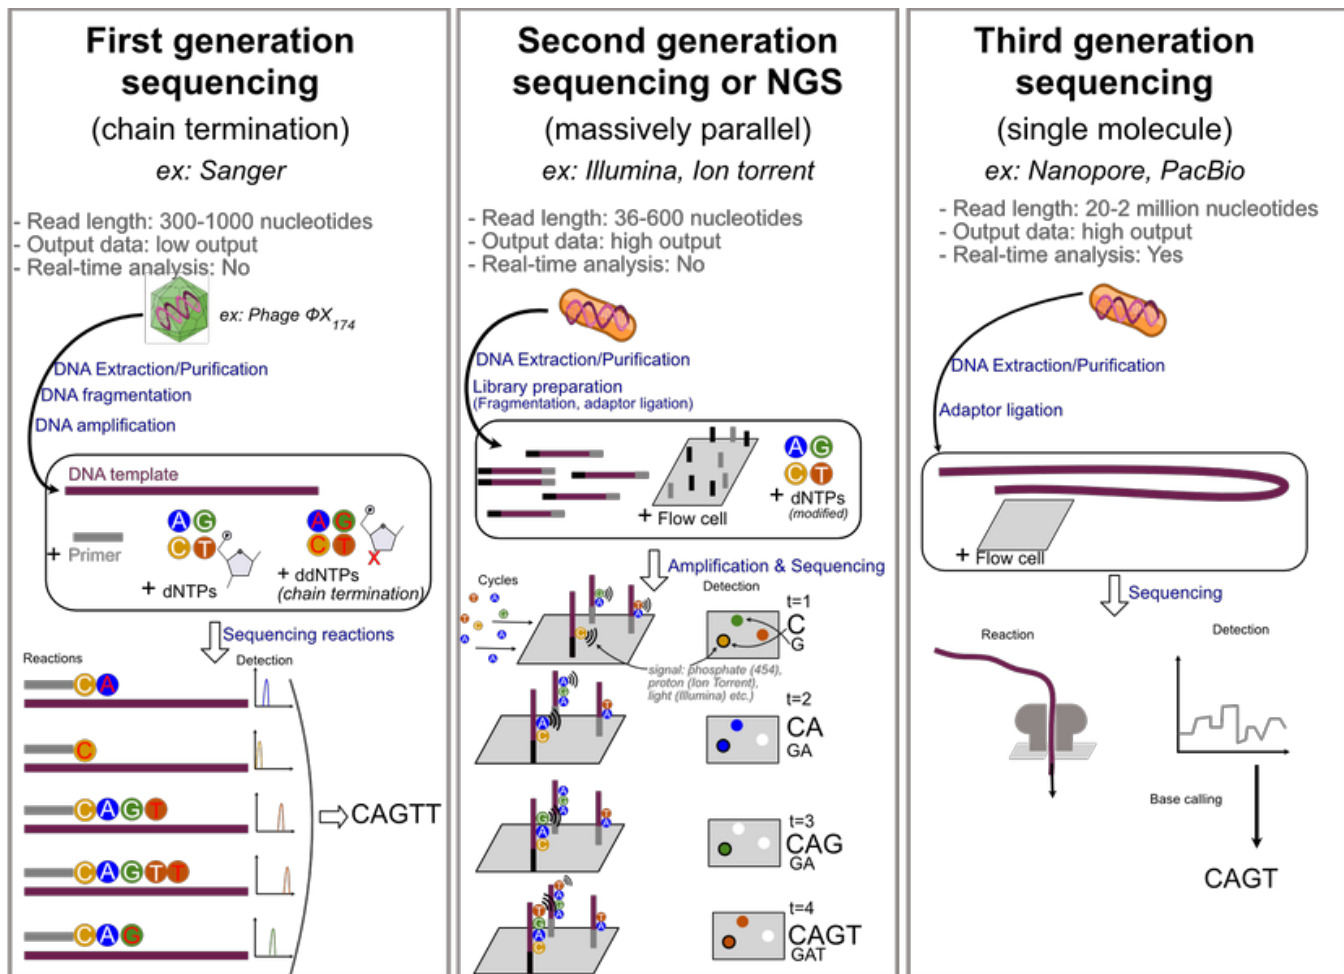 First generation
sequencing
(chain termination)
ex: Sanger
- Read length: 300-1000 nucleotides
- Output data: low output
- Real-time analysis: No
ex: Phage ΦX174
DNA Extraction/Purification
DNA fragmentation
DNA amplification
DNA template
A G
C T
A G
C T
P
P
X
+ Primer
+ dNTPs
+ ddNTPs
(chain termination)
Sequencing reactions
Reactions
Detection
C A
C
C A G T
C A G T T
C A G
CAGTT
Second generation
sequencing or NGS
(massively parallel)
ex: Illumina, Ion torrent
- Read length: 36-600 nucleotides
- Output data: high output
- Real-time analysis: No
DNA Extraction/Purification
Library preparation
(Fragmentation, adaptor ligation)
A G
C T
+ Flow cell
+ dNTPs
(modified)
Amplification & Sequencing
Cycles
Detection
T A
G
T G
A A
G
A
T
A
C
t=1
C
G
signal: phosphate (454),
proton (Ion Torrent),
light (Illumina) etc.)
A
G
A
A
C
T
A
t=2
CA
GA
A
G
A
G
A
C
T
A
t=3
CAG
GA
T
A
G
A
T
G
A
C
T
A
t=4
CAGT
GAT
Third generation
sequencing
(single molecule)
ex: Nanopore, PacBio
- Read length: 20-2 million nucleotides
- Output data: high output
- Real-time analysis: Yes
DNA Extraction/Purification
Adaptor ligation
+ Flow cell
Sequencing
Reaction
Detection
Base calling
CAGT